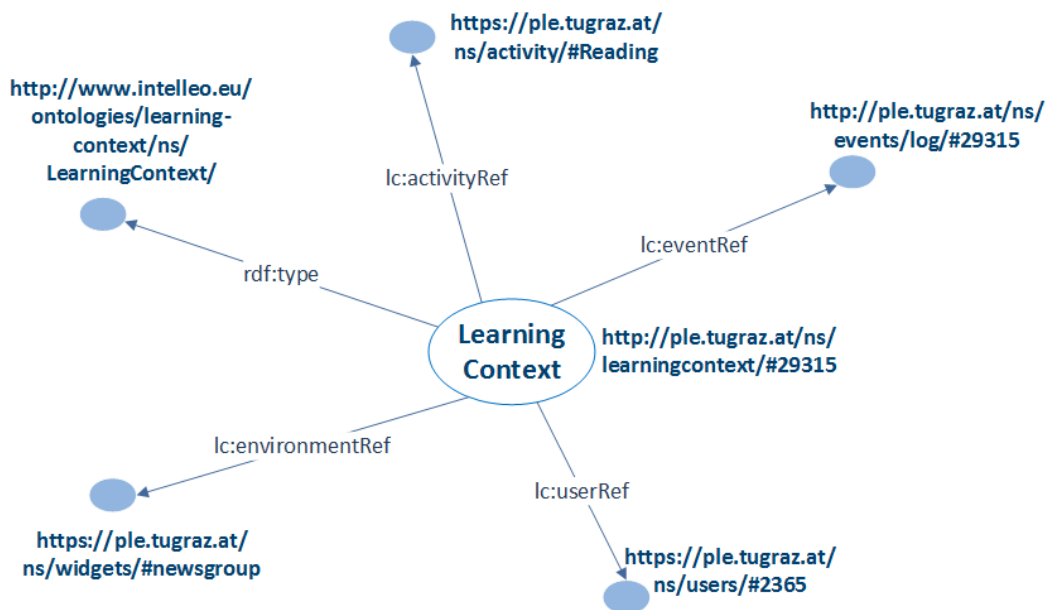 https://ple.tugraz.at/
ns/activity/#Reading
http://www.intelleo.eu/
ontologies/learning-
context/ns/
LearningContext/
http://ple.tugraz.at/ns/
events/log/#29315
lc:activityRef
lc:eventRef
rdf:type
Learning
Context
http://ple.tugraz.at/ns/
learningcontext/#29315
lc:environmentRef
lc:userRef
https://ple.tugraz.at/
ns/widgets/#newsgroup
https://ple.tugraz.at/
ns/users/#2365